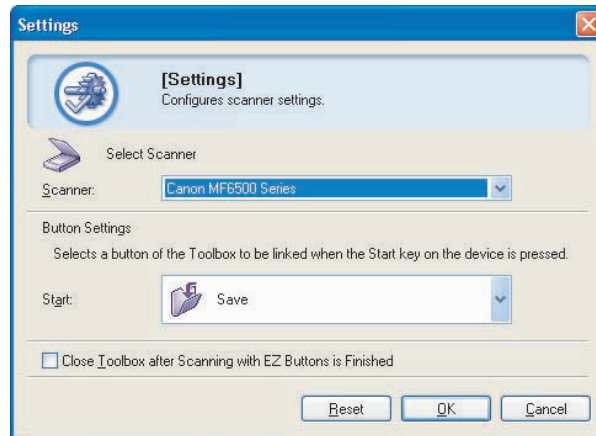 Settings
[Settings]
Configures scanner settings.
Select Scanner
Scanner: Canon MF6500 Series
Button Settings
Selects a button of the Toolbox to be linked when the Start key on the device is pressed.
Start: Save
Close Toolbox after Scanning with EZ Buttons is Finished
Reset OK Cancel